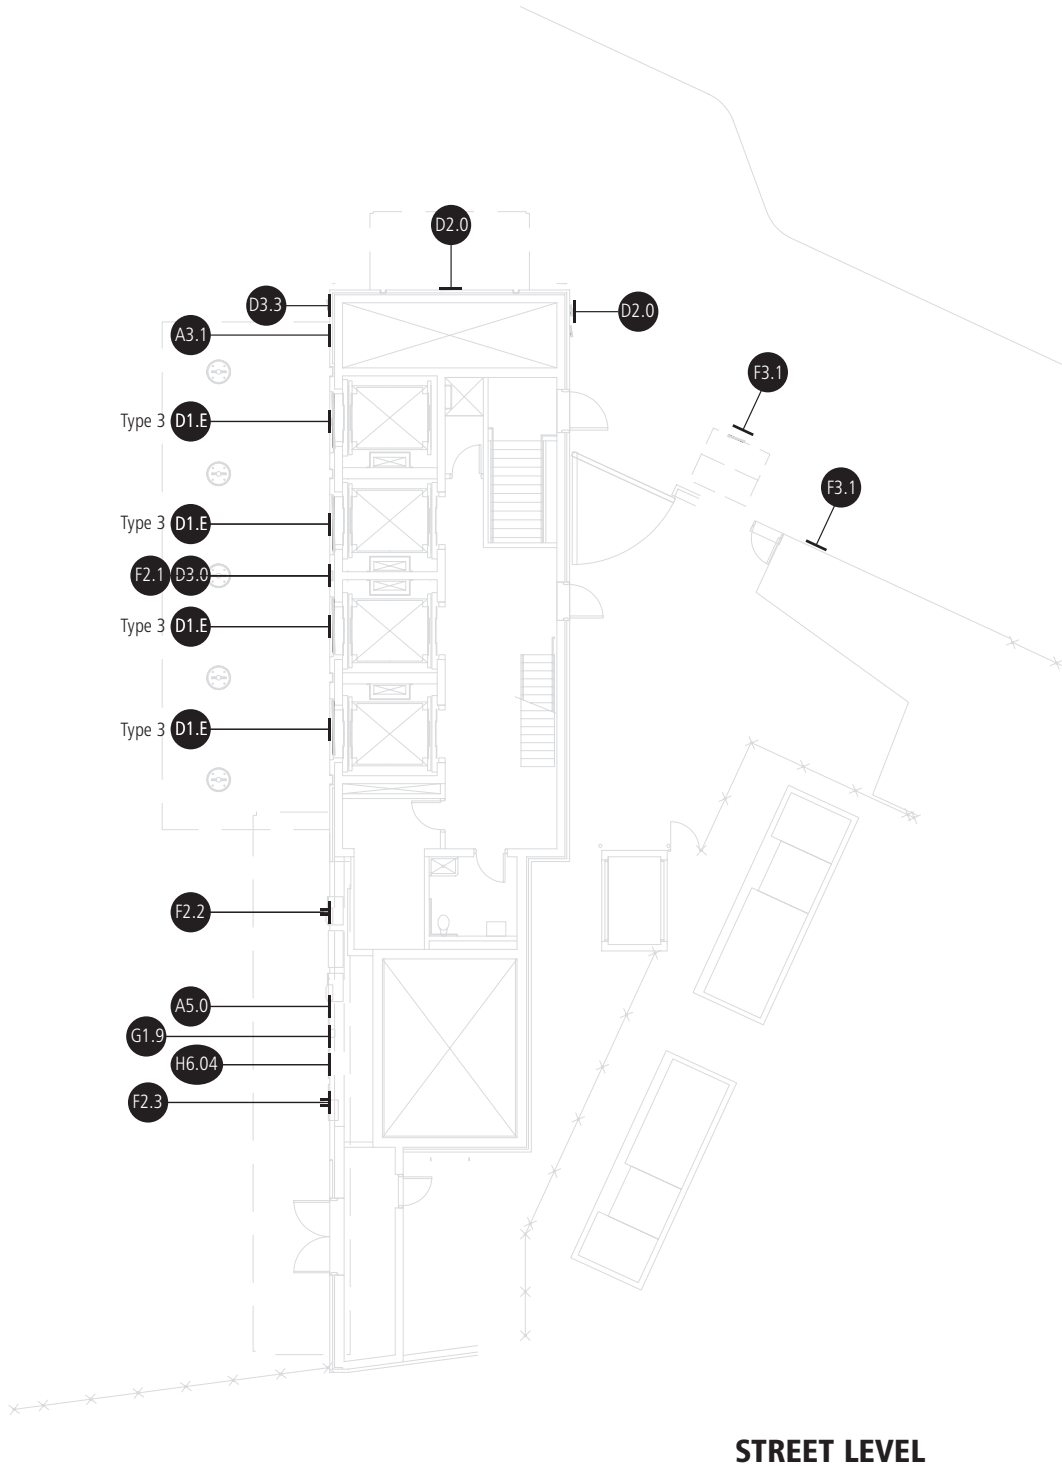 D2.0
D3.3
D2.0
A3.1
F3.1
Type 3 D1.E
F3.1
Type 3 D1.E
F2.1 D3.0
Type 3 D1.E
Type 3 D1.E
F2.2
A5.0
G1.9
H6.04
F2.3
STREET LEVEL